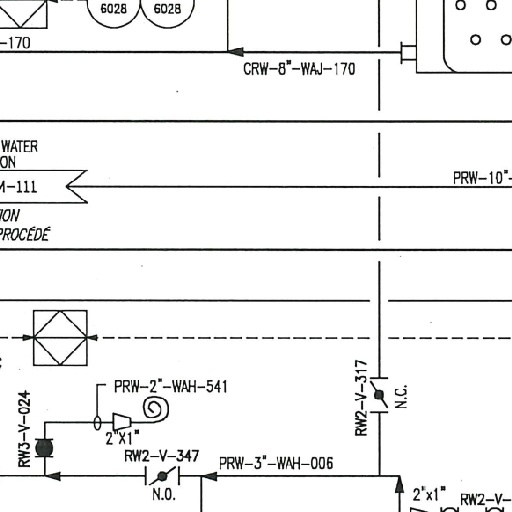 6028
6028
-170
CRW-8"-WAJ-170
WATER
ON
M-111
PRW-10"-
ION
PROCÉDÉ
RW2-V-317
N.C.
PRW-2"-WAH-541
RW3-V-024
2"X1"
RW2-V-347
N.O.
PRW-3"-WAH-006
2"x1"
RW2-V-